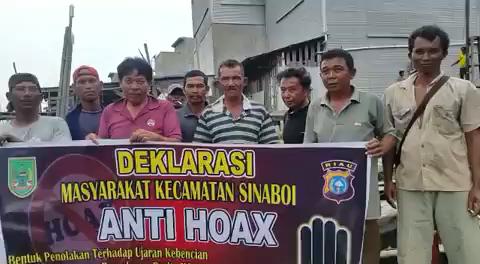 DEKLARASI
MASYARAKAT KECAMATAN SINABOI
ANTI HOAX
Bentuk Penolakan Terhadap Ujaran Kebencian
RIAU